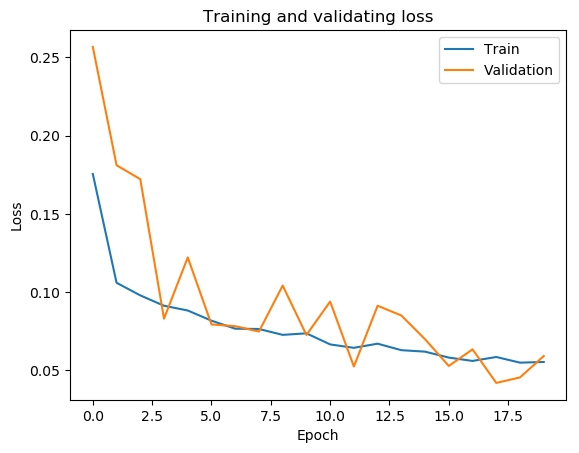 Training and validating loss
Train
Validation
0.25
0.20
0.15
0.10
0.05
Loss
0.0 2.5 5.0 7.5 10.0 12.5 15.0 17.5
Epoch